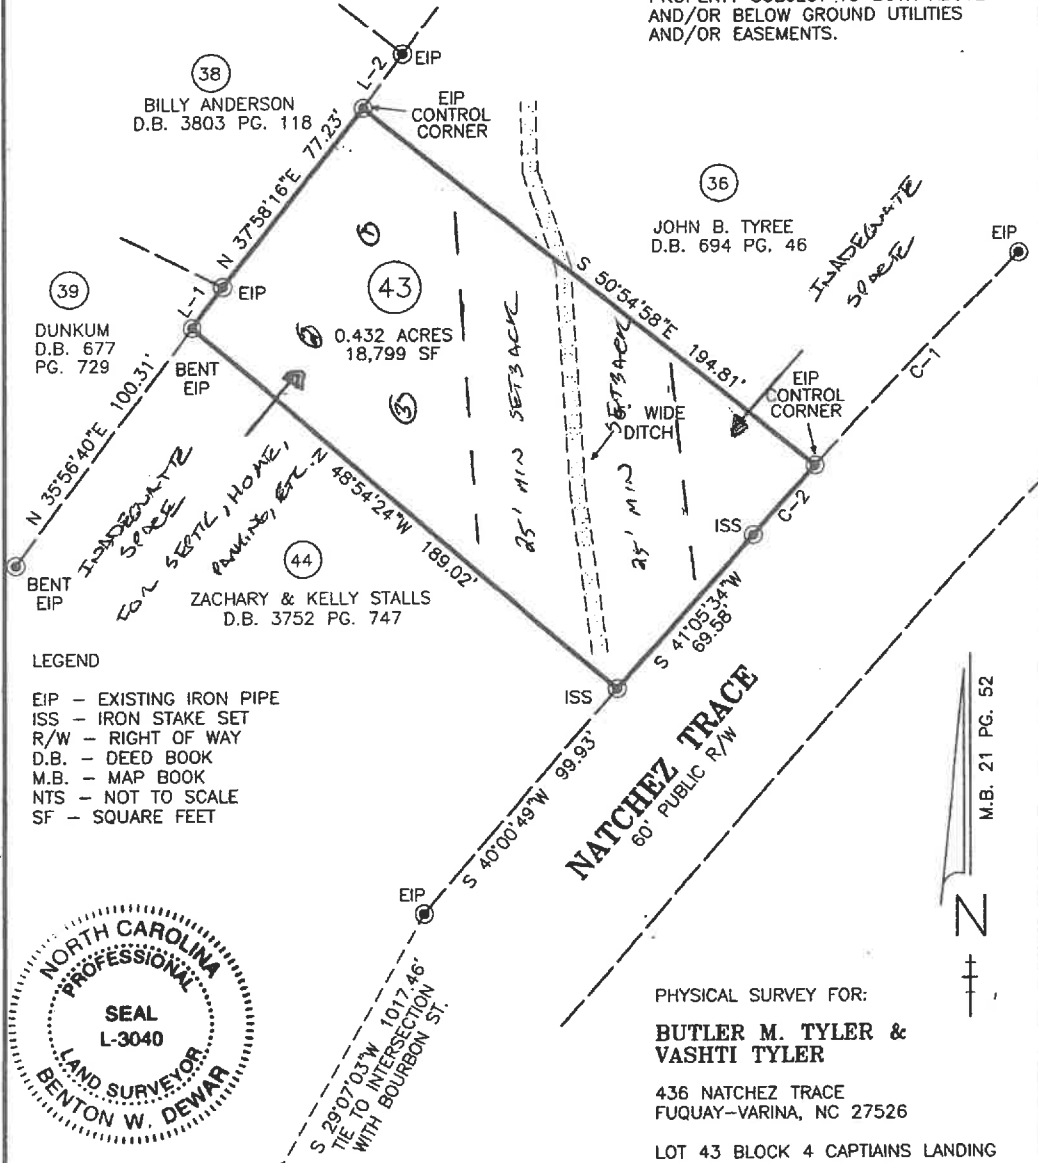 AND/OR BELOW GROUND UTILITIES
AND/OR EASEMENTS.
38
BILLY ANDERSON
D.B. 3803 PG. 118
L-2
EIP
EIP
CONTROL
CORNER
N 37°58'16"E 77.23'
36
JOHN B. TYREE
D.B. 694 PG. 46
INADEQUATE
SPACE
EIP
39
DUNKUM
D.B. 677
PG. 729
L-1
EIP
BENT
EIP
1
43
0.432 ACRES
18,799 SF
2
3
25' MIN SETBACK
25' MIN SETBACK
WIDE
DITCH
S 50°54'58"E 194.81'
EIP
CONTROL
CORNER
C-1
C-2
ISS
N 35°56'40"E 100.31'
BENT
EIP
INADEQUATE
SPACE
FOR SEPTIC, HOME,
PARKING, ETC.
N 48°54'24"W 189.02'
44
ZACHARY & KELLY STALLS
D.B. 3752 PG. 747
S 41°05'34"W
69.58'
ISS
LEGEND
EIP – EXISTING IRON PIPE
ISS – IRON STAKE SET
R/W – RIGHT OF WAY
D.B. – DEED BOOK
M.B. – MAP BOOK
NTS – NOT TO SCALE
SF – SQUARE FEET
S 40°00'49"W 99.93'
NATCHEZ TRACE
60' PUBLIC R/W
M.B. 21 PG. 52
N
EIP
S 29°07'03"W 1017.46'
TIE TO INTERSECTION
WITH BOURBON ST.
NORTH CAROLINA
PROFESSIONAL
SEAL
L-3040
LAND SURVEYOR
BENTON W. DEWAR
PHYSICAL SURVEY FOR:
BUTLER M. TYLER &
VASHTI TYLER
436 NATCHEZ TRACE
FUQUAY–VARINA, NC 27526
LOT 43 BLOCK 4 CAPTIAINS LANDING